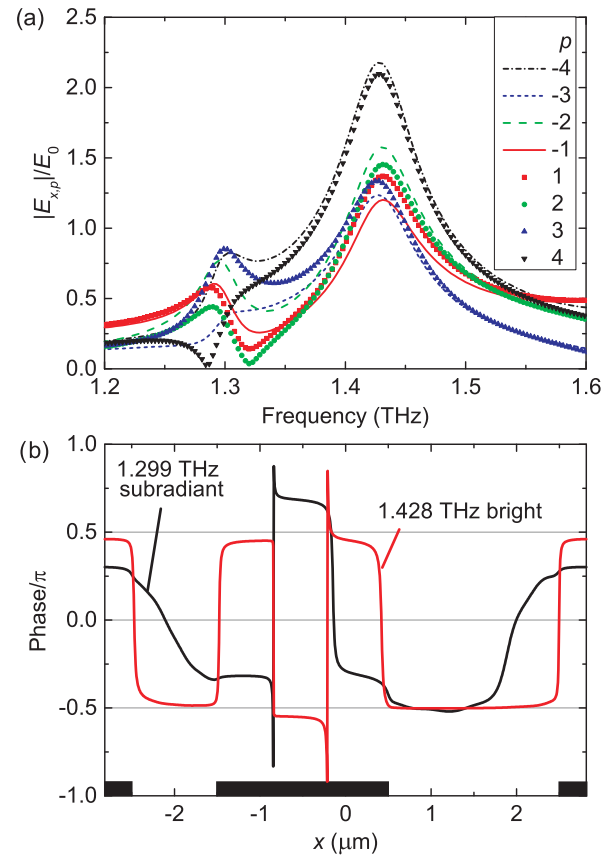 (a)
2.5
2.0
1.5
1.0
0.5
0.0
|E_{x,p}|/E_0
p
-4
-3
-2
-1
1
2
3
4
1.2 1.3 1.4 1.5 1.6
Frequency (THz)
(b)
1.0
0.5
0.0
-0.5
-1.0
Phase/π
1.299 THz
subradiant
1.428 THz bright
-2 -1 0 1 2
x (μm)